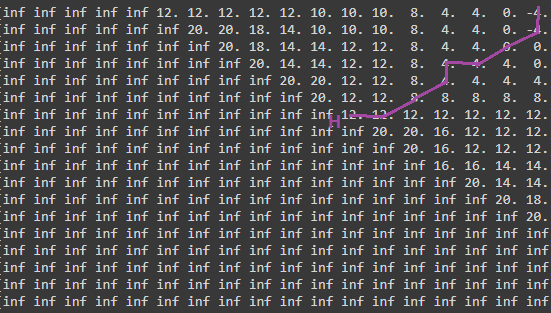 [inf inf inf inf inf 12. 12. 12. 12. 12. 10. 10. 10. 8. 4. 4. 0. -4.
[inf inf inf inf inf inf 20. 20. 18. 14. 10. 10. 10. 8. 4. 4. 0. -4.
[inf inf inf inf inf inf inf 20. 18. 14. 14. 12. 12. 8. 4. 4. 0. 0.
[inf inf inf inf inf inf inf inf 20. 14. 14. 12. 12. 8. 4. 4. 4. 0.
[inf inf inf inf inf inf inf inf inf 20. 20. 12. 12. 8. 4. 4. 4. 4.
[inf inf inf inf inf inf inf inf inf inf 20. 12. 12. 8. 8. 8. 8. 8.
[inf inf inf inf inf inf inf inf inf inf inf 12. 12. 12. 12. 12. 12. 12.
H
[inf inf inf inf inf inf inf inf inf inf inf inf 20. 20. 16. 12. 12. 12.
[inf inf inf inf inf inf inf inf inf inf inf inf inf 20. 16. 12. 12. 12.
[inf inf inf inf inf inf inf inf inf inf inf inf inf inf 16. 16. 14. 14.
[inf inf inf inf inf inf inf inf inf inf inf inf inf inf inf 20. 14. 14.
[inf inf inf inf inf inf inf inf inf inf inf inf inf inf inf inf 20. 18.
[inf inf inf inf inf inf inf inf inf inf inf inf inf inf inf inf inf 20.
[inf inf inf inf inf inf inf inf inf inf inf inf inf inf inf inf inf inf
[inf inf inf inf inf inf inf inf inf inf inf inf inf inf inf inf inf inf
[inf inf inf inf inf inf inf inf inf inf inf inf inf inf inf inf inf inf
[inf inf inf inf inf inf inf inf inf inf inf inf inf inf inf inf inf inf
[inf inf inf inf inf inf inf inf inf inf inf inf inf inf inf inf inf inf